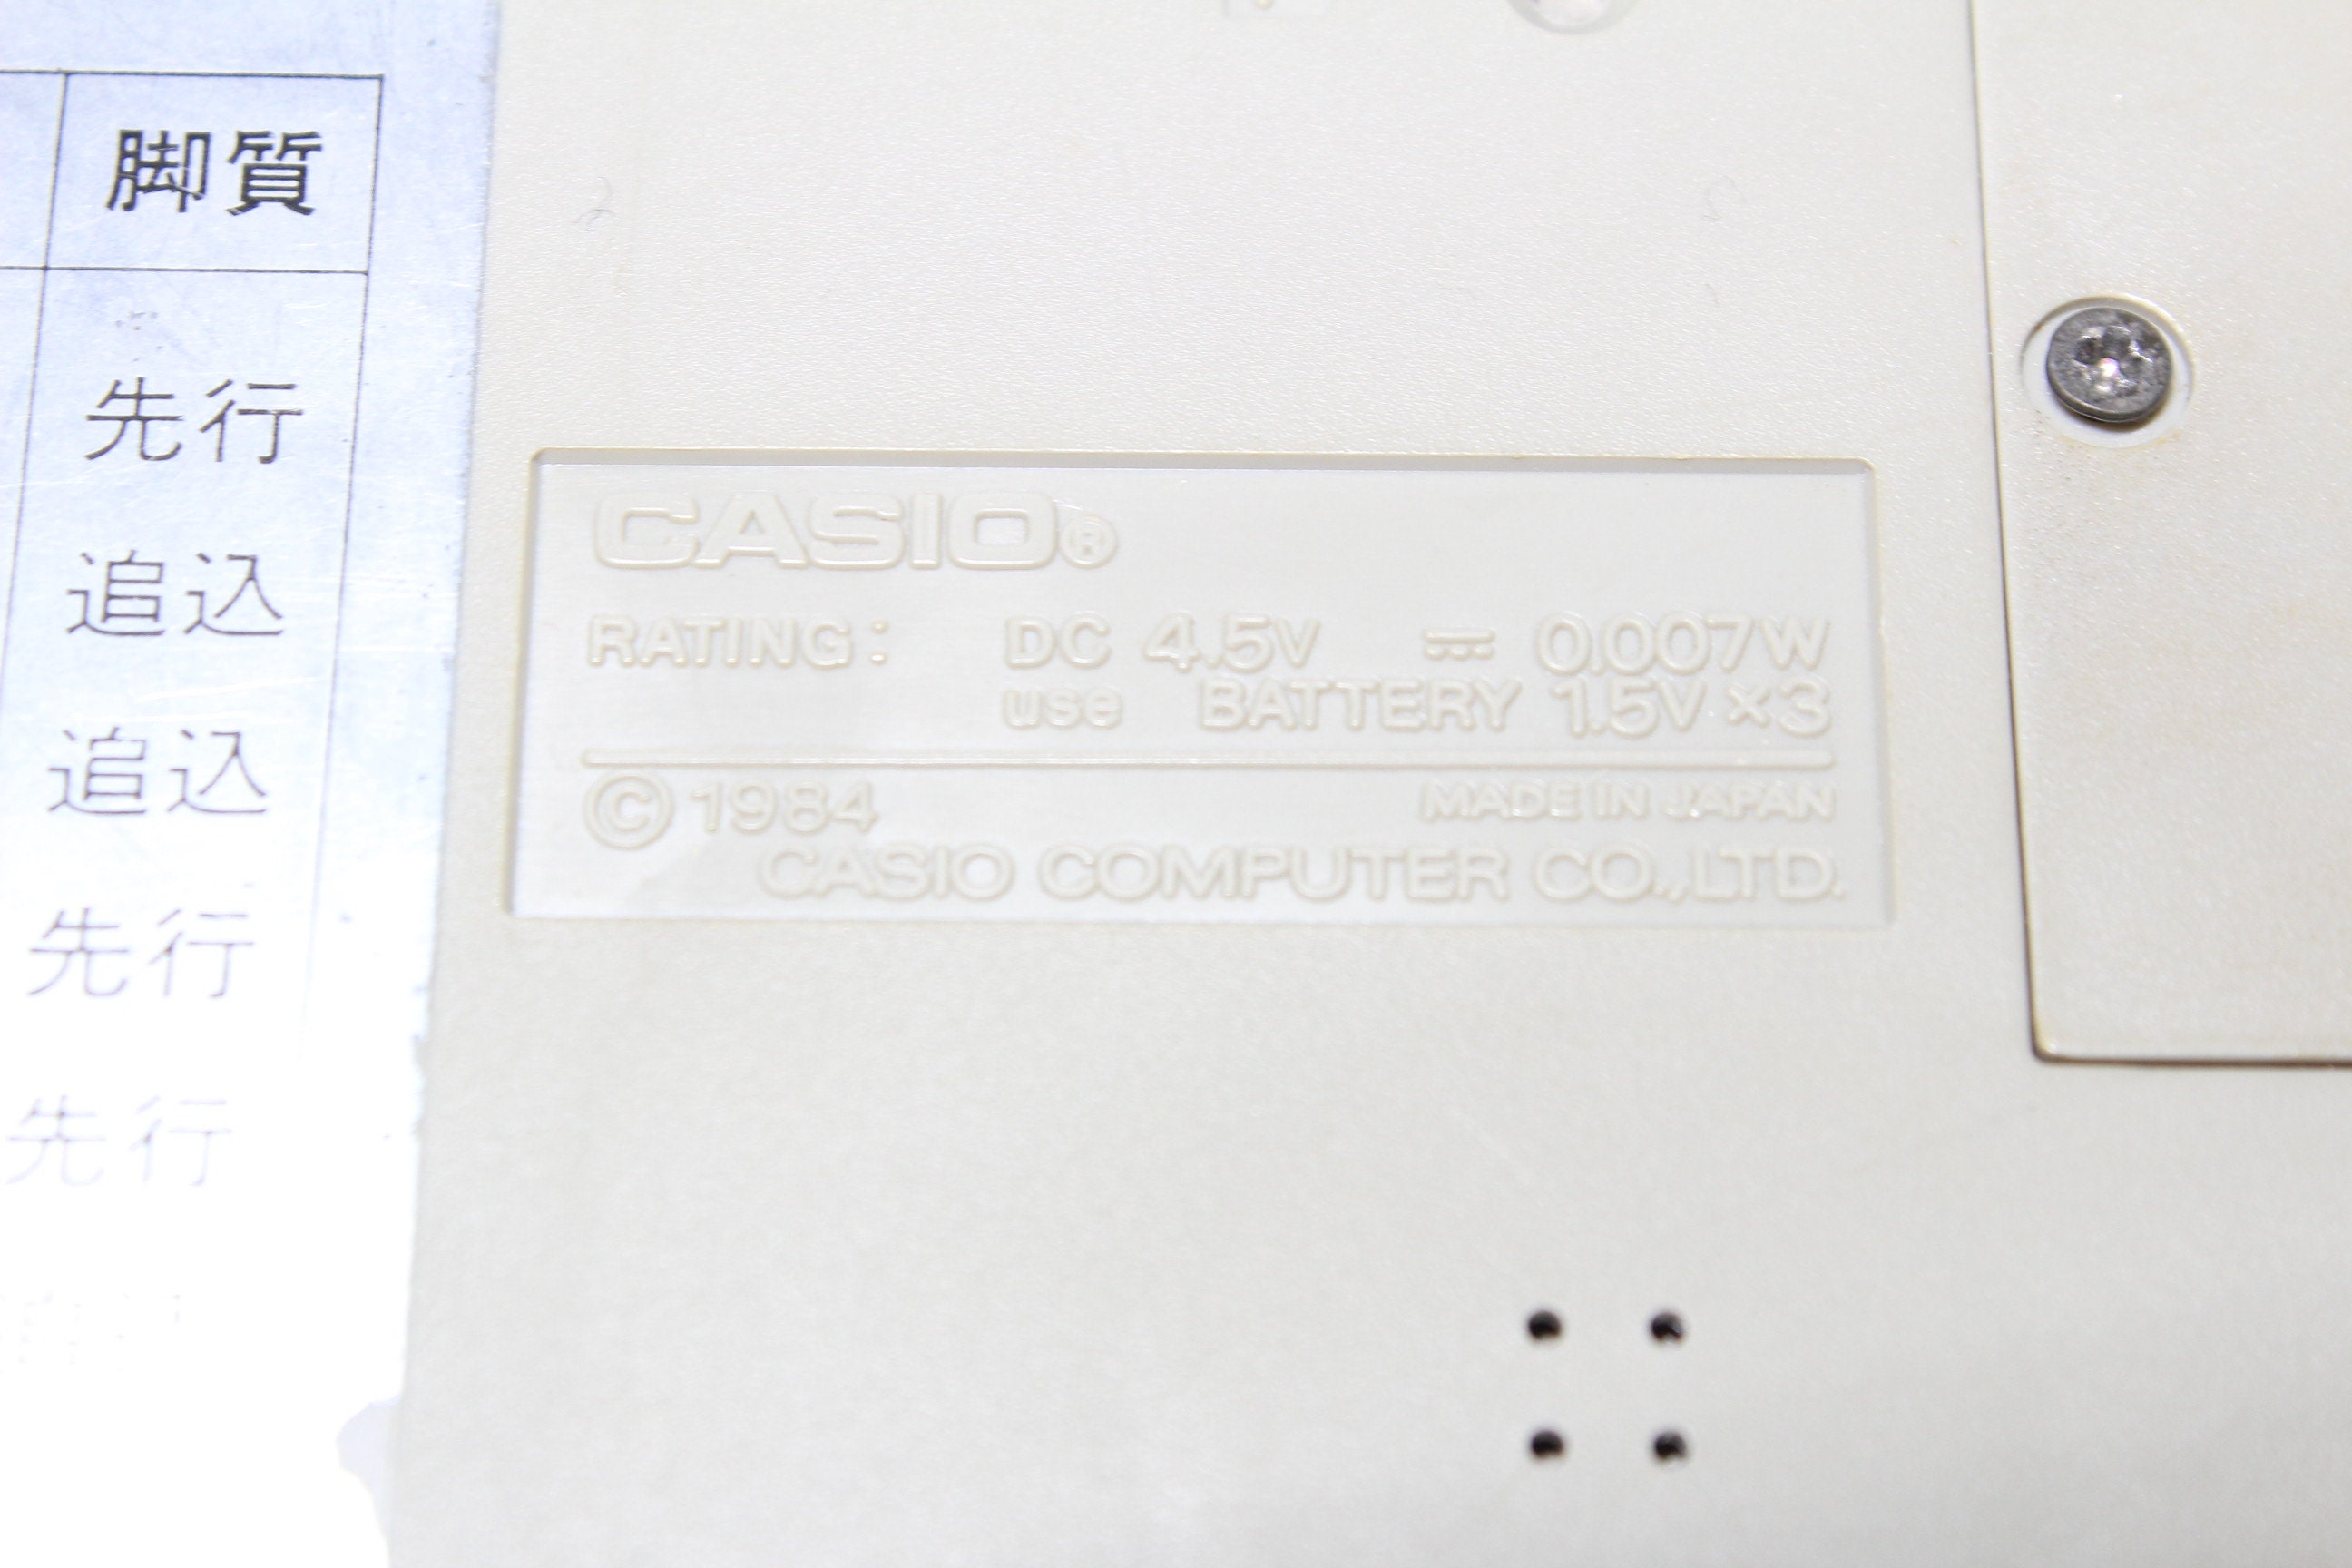 脚質
先行
追込
追込
先行
先行
CASIO®
RATING: DC 4.5V ⎓ 0.007W
use BATTERY 1.5V ×3
© 1984 MADE IN JAPAN
CASIO COMPUTER CO.,LTD.